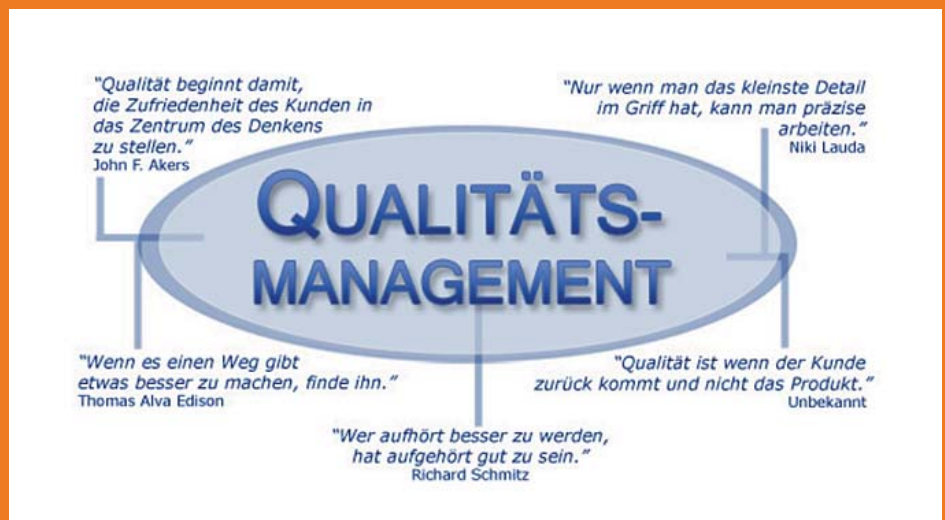 "Qualität beginnt damit,
die Zufriedenheit des Kunden in
das Zentrum des Denkens
zu stellen."
John F. Akers
"Nur wenn man das kleinste Detail
im Griff hat, kann man präzise
arbeiten."
Niki Lauda
QUALITÄTS-
MANAGEMENT
"Wenn es einen Weg gibt
etwas besser zu machen, finde ihn."
Thomas Alva Edison
"Qualität ist wenn der Kunde
zurück kommt und nicht das Produkt."
Unbekannt
"Wer aufhört besser zu werden,
hat aufgehört gut zu sein."
Richard Schmitz